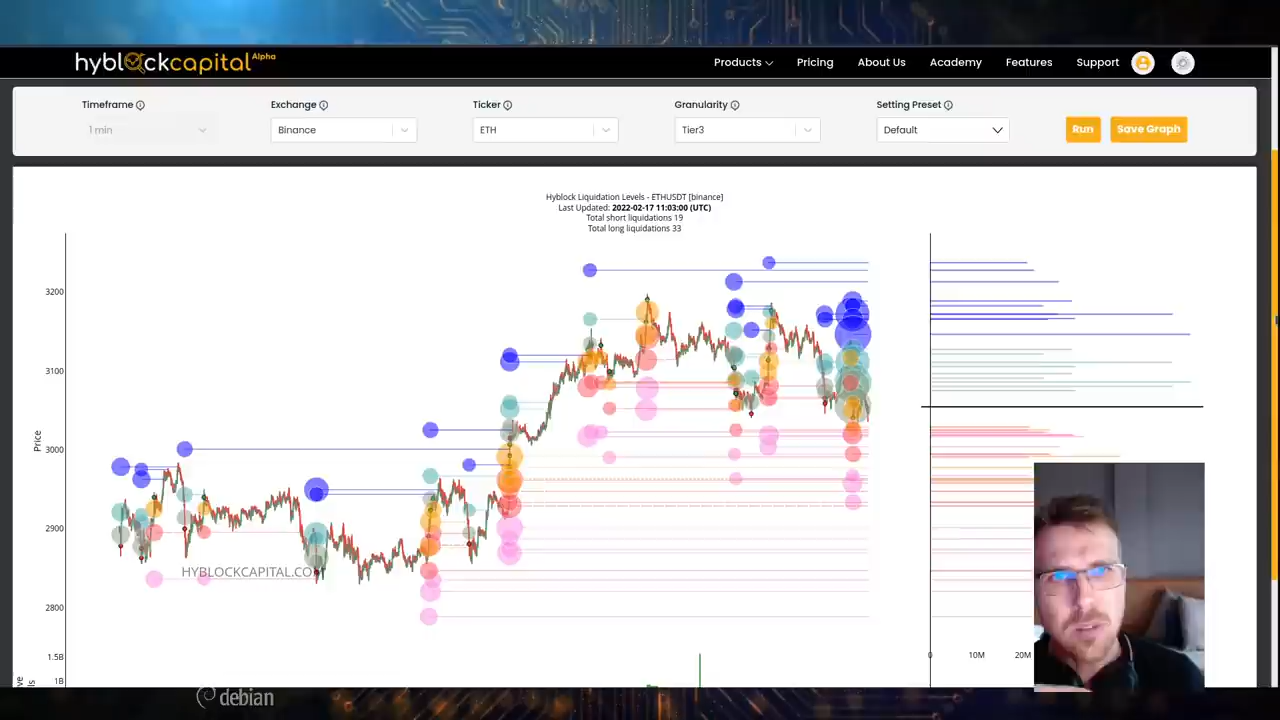 hyblockcapital Alpha
Products Pricing About Us Academy Features Support
Timeframe Exchange Ticker Granularity Setting Preset
1 min Binance ETH Tier3 Default Run Save Graph
Hyblock Liquidation Levels - ETHUSDT [binance]
Last Updated: 2022-02-17 11:03:00 (UTC)
Total short liquidations 19
Total long liquidations 33
3200
3100
3000
2900
2800
Price
HYBLOCKCAPITAL.CO
0 10M 20M
1.5B
1B
debian